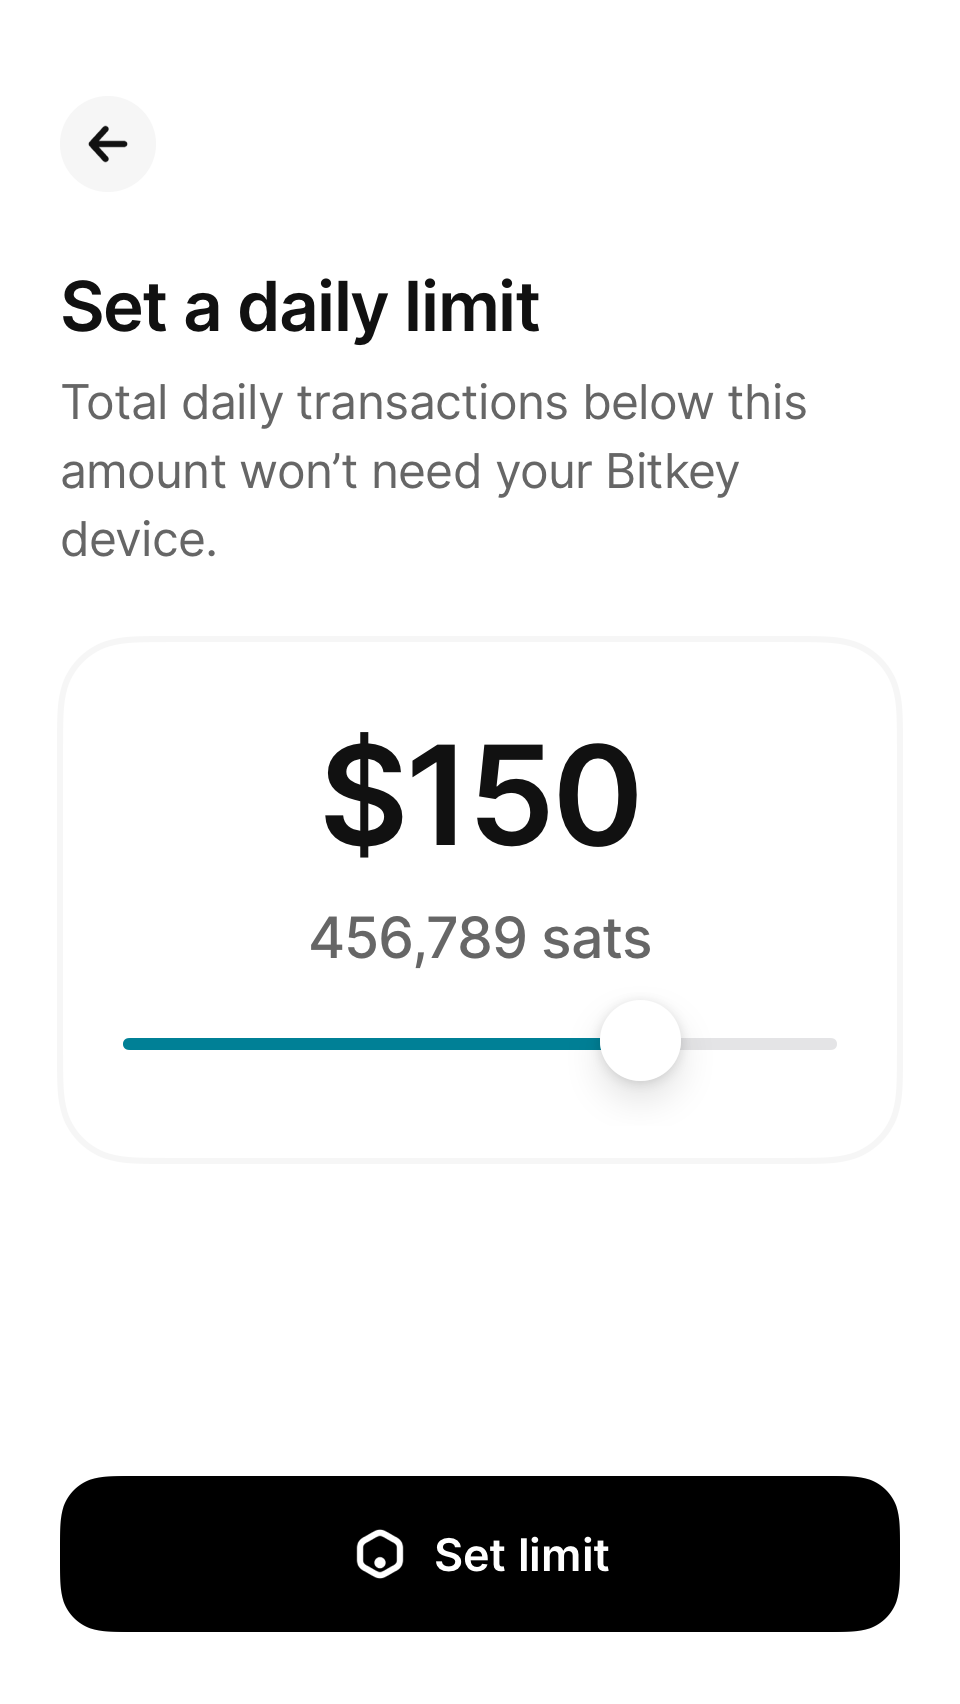 Set a daily limit
Total daily transactions below this
amount won’t need your Bitkey
device.
$150
456,789 sats
Set limit